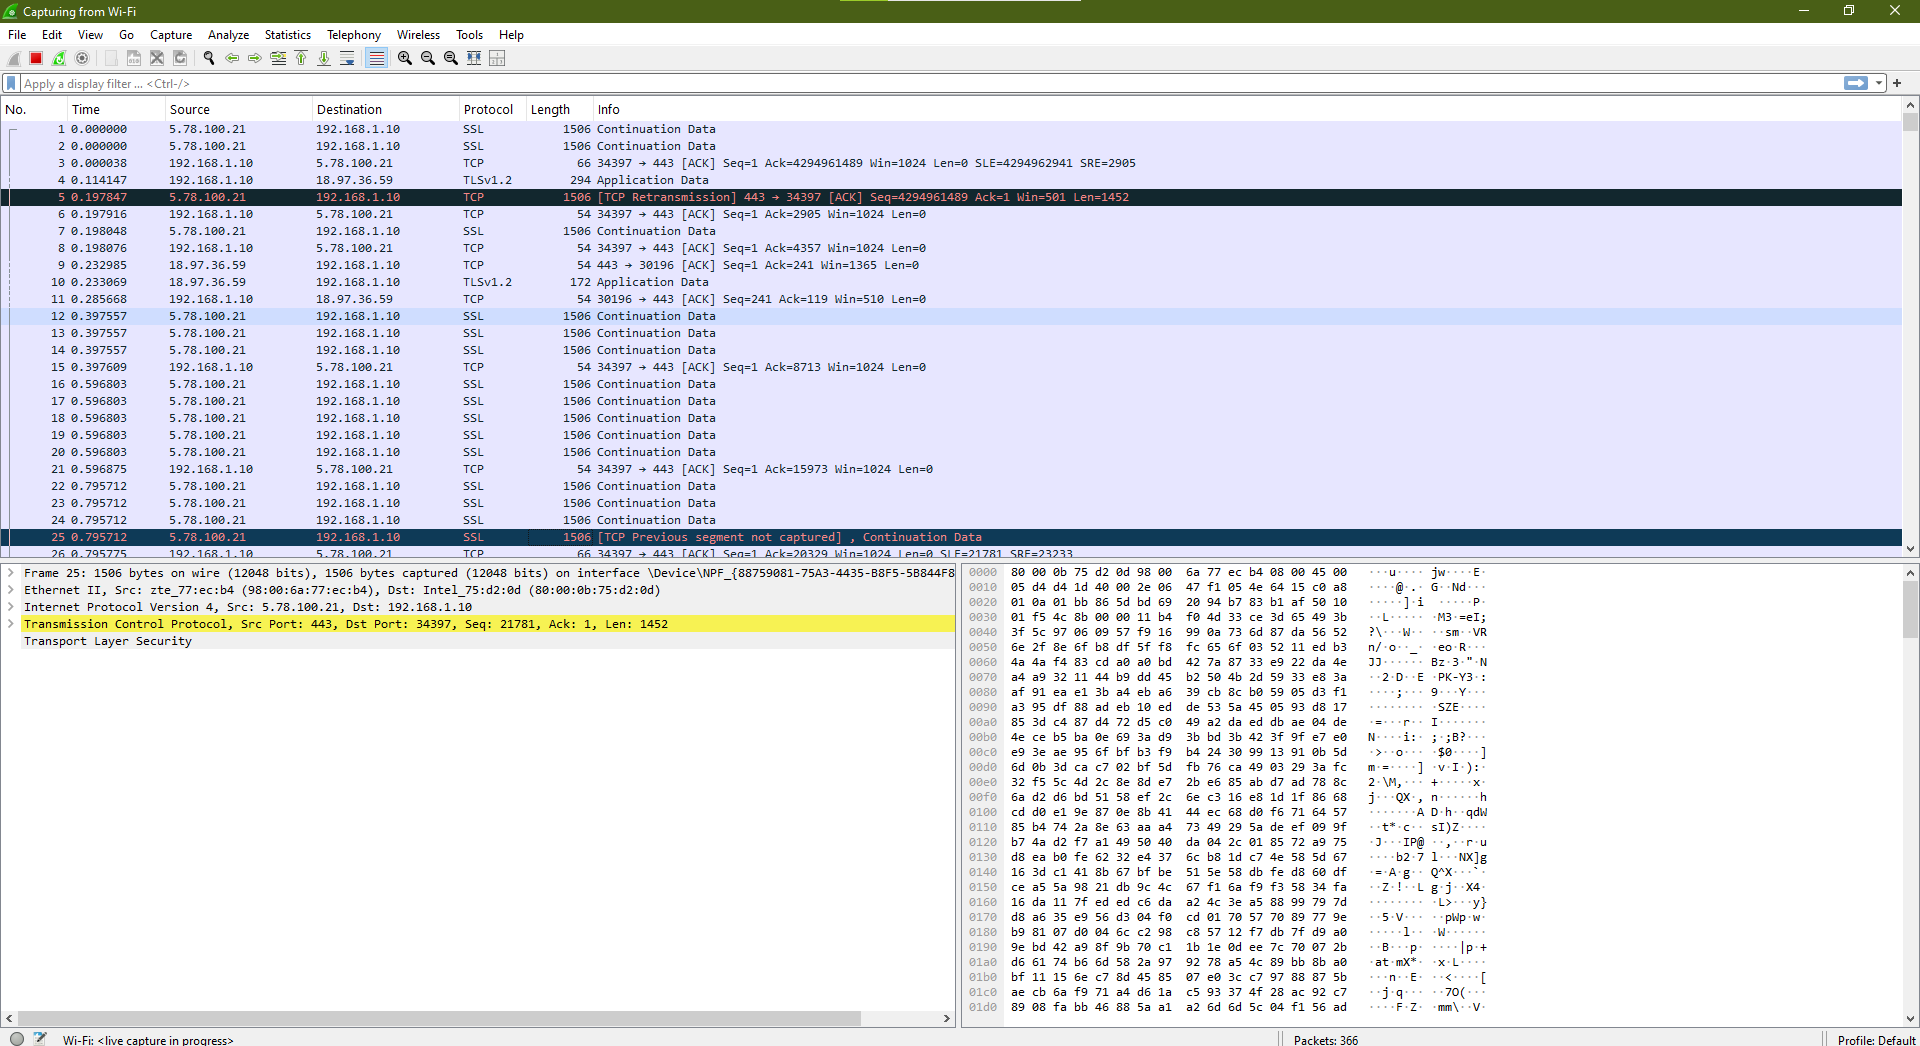 Capturing from Wi-Fi
File Edit View Go Capture Analyze Statistics Telephony Wireless Tools Help
Apply a display filter ... <Ctrl-/>
No. Time Source Destination Protocol Length Info
1 0.000000 5.78.100.21 192.168.1.10 SSL 1506 Continuation Data
2 0.000000 5.78.100.21 192.168.1.10 SSL 1506 Continuation Data
3 0.000038 192.168.1.10 5.78.100.21 TCP 66 34397 → 443 [ACK] Seq=1 Ack=4294961489 Win=1024 Len=0 SLE=4294962941 SRE=2905
4 0.114147 192.168.1.10 18.97.36.59 TLSv1.2 294 Application Data
5 0.197847 5.78.100.21 192.168.1.10 TCP 1506 [TCP Retransmission] 443 → 34397 [ACK] Seq=4294961489 Ack=1 Win=501 Len=1452
6 0.197916 192.168.1.10 5.78.100.21 TCP 54 34397 → 443 [ACK] Seq=1 Ack=2905 Win=1024 Len=0
7 0.198048 5.78.100.21 192.168.1.10 SSL 1506 Continuation Data
8 0.198076 192.168.1.10 5.78.100.21 TCP 54 34397 → 443 [ACK] Seq=1 Ack=4357 Win=1024 Len=0
9 0.232985 18.97.36.59 192.168.1.10 TCP 54 443 → 30196 [ACK] Seq=1 Ack=241 Win=1365 Len=0
10 0.233069 18.97.36.59 192.168.1.10 TLSv1.2 172 Application Data
11 0.285668 192.168.1.10 18.97.36.59 TCP 54 30196 → 443 [ACK] Seq=241 Ack=119 Win=510 Len=0
12 0.397557 5.78.100.21 192.168.1.10 SSL 1506 Continuation Data
13 0.397557 5.78.100.21 192.168.1.10 SSL 1506 Continuation Data
14 0.397557 5.78.100.21 192.168.1.10 SSL 1506 Continuation Data
15 0.397609 192.168.1.10 5.78.100.21 TCP 54 34397 → 443 [ACK] Seq=1 Ack=8713 Win=1024 Len=0
16 0.596803 5.78.100.21 192.168.1.10 SSL 1506 Continuation Data
17 0.596803 5.78.100.21 192.168.1.10 SSL 1506 Continuation Data
18 0.596803 5.78.100.21 192.168.1.10 SSL 1506 Continuation Data
19 0.596803 5.78.100.21 192.168.1.10 SSL 1506 Continuation Data
20 0.596803 5.78.100.21 192.168.1.10 SSL 1506 Continuation Data
21 0.596875 192.168.1.10 5.78.100.21 TCP 54 34397 → 443 [ACK] Seq=1 Ack=15973 Win=1024 Len=0
22 0.795712 5.78.100.21 192.168.1.10 SSL 1506 Continuation Data
23 0.795712 5.78.100.21 192.168.1.10 SSL 1506 Continuation Data
24 0.795712 5.78.100.21 192.168.1.10 SSL 1506 Continuation Data
25 0.795712 5.78.100.21 192.168.1.10 SSL 1506 [TCP Previous segment not captured] , Continuation Data
26 0.795775 192.168.1.10 5.78.100.21 TCP 66 34397 → 443 [ACK] Seq=1 Ack=20329 Win=1024 Len=0 SLE=21781 SRE=23233
Frame 25: 1506 bytes on wire (12048 bits), 1506 bytes captured (12048 bits) on interface \Device\NPF_{88759081-75A3-4435-B8F5-5B844F8
Ethernet II, Src: zte_77:ec:b4 (98:00:6a:77:ec:b4), Dst: Intel_75:d2:0d (80:00:0b:75:d2:0d)
Internet Protocol Version 4, Src: 5.78.100.21, Dst: 192.168.1.10
Transmission Control Protocol, Src Port: 443, Dst Port: 34397, Seq: 21781, Ack: 1, Len: 1452
Transport Layer Security
0000 80 00 0b 75 d2 0d 98 00 6a 77 ec b4 08 00 45 00 ···u···· jw····E·
0010 05 d4 d4 1d 40 00 2e 06 47 f1 05 4e 64 15 c0 a8 ····@·.· G··Nd···
0020 01 0a 01 bb 86 5d bd 69 20 94 b7 83 b1 af 50 10 ·····]·i ·····P·
0030 01 f5 4c 8b 00 00 11 b4 f0 4d 33 ce 3d 65 49 3b ··L····· ·M3·=eI;
0040 3f 5c 97 06 09 57 f9 16 99 0a 73 6d 87 da 56 52 ?\···W·· ··sm··VR
0050 6e 2f 8e 6f b8 df 5f f8 fc 65 6f 03 52 11 ed b3 n/·o··_· ·eo·R···
0060 4a 4a f4 83 cd a0 a0 bd 42 7a 87 33 e9 22 da 4e JJ······ Bz·3·"·N
0070 a4 a9 32 11 44 b9 dd 45 b2 50 4b 2d 59 33 e8 3a ··2·D··E ·PK-Y3·:
0080 af 91 ea e1 3b a4 eb a6 39 cb 8c b0 59 05 d3 f1 ····;··· 9···Y···
0090 a3 95 df 88 ad eb 10 ed de 53 5a 45 05 93 d8 17 ········ ·SZE····
00a0 85 3d c4 87 d4 72 d5 c0 49 a2 da ed db ae 04 de ·=···r·· I·······
00b0 4e ce b5 ba 0e 69 3a d9 3b bd 3b 42 3f 9f e7 e0 N····i:· ;·;B?···
00c0 e9 3e ae 95 6f bf b3 f9 b4 24 30 99 13 91 0b 5d ·>··o··· ·$0····]
00d0 6d 0b 3d ca c7 02 bf 5d fb 76 ca 49 03 29 3a fc m·=····] ·v·I·):·
00e0 32 f5 5c 4d 2c 8e 8d e7 2b e6 85 ab d7 ad 78 8c 2·\M,··· +·····x·
00f0 6a d2 d6 bd 51 58 ef 2c 6e c3 16 e8 1d 1f 86 68 j···QX·, n······h
0100 cd d0 e1 9e 87 0e 8b 41 44 ec 68 d0 f6 71 64 57 ·······A D·h··qdW
0110 85 b4 74 2a 8e 63 aa a4 73 49 29 5a de ef 09 9f ··t*·c·· sI)Z····
0120 b7 4a d2 f7 a1 49 50 40 da 04 2c 01 85 72 a9 75 ·J···IP@ ··,··r·u
0130 d8 ea b0 fe 62 32 e4 37 6c b8 1d c7 4e 58 5d 67 ····b2·7 l···NX]g
0140 16 3d c1 41 8b 67 bf be 51 5e 58 db fe d8 60 df ·=·A·g·· Q^X···`·
0150 ce a5 5a 98 21 db 9c 4c 67 f1 6a f9 f3 58 34 fa ··Z·!··L g·j··X4·
0160 16 da 11 7f ed ed c6 da a2 4c 3e a5 88 99 79 7d ········ ·L>···y}
0170 d8 a6 35 e9 56 d3 04 f0 cd 01 70 57 70 89 77 9e ··5·V··· ··pWp·w·
0180 b9 81 07 d0 04 6c c2 98 c8 57 12 f7 db 7f d9 a0 ·····l·· ·W······
0190 9e bd 42 a9 8f 9b 70 c1 1b 1e 0d ee 7c 70 07 2b ··B···p· ····|p·+
01a0 d6 61 74 b6 6d 58 2a 97 92 78 a5 4c 89 bb 8b a0 ·at·mX*· ·x·L····
01b0 bf 11 15 6e c7 8d 45 85 07 e0 3c c7 97 88 87 5b ···n··E· ··<····[
01c0 ae cb 6a f9 71 a4 d6 1a c5 93 37 4f 28 ac 92 c7 ··j·q··· ··7O(···
01d0 89 08 fa bb 46 88 5a a1 a2 6d 6d 5c 04 f1 56 ad ····F·Z· ·mm\··V·
Wi-Fi: <live capture in progress> Packets: 366 Profile: Default